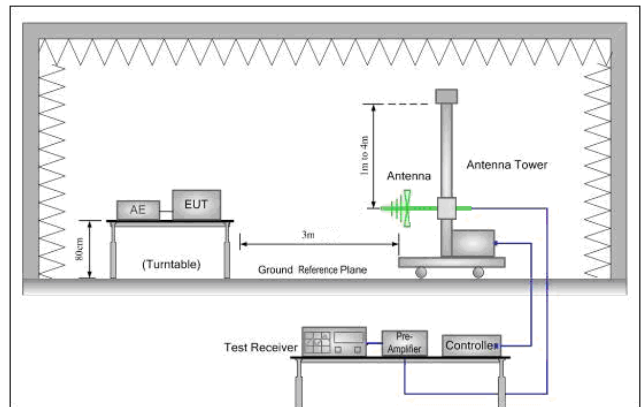 1m to 4m
Antenna
Antenna Tower
AE
EUT
3m
80cm
(Turntable)
Ground Reference Plane
Test Receiver
Pre-
Amplifier
Controller